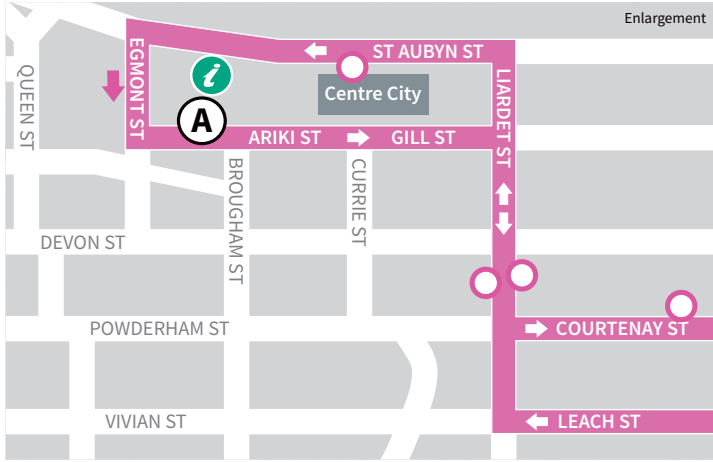 Enlargement
ST AUBYN ST
EGMONT ST
QUEEN ST
i
Centre City
LIARDET ST
A
ARIKI ST
GILL ST
BROUGHAM ST
CURRIE ST
DEVON ST
POWDERHAM ST
COURTENAY ST
VIVIAN ST
LEACH ST